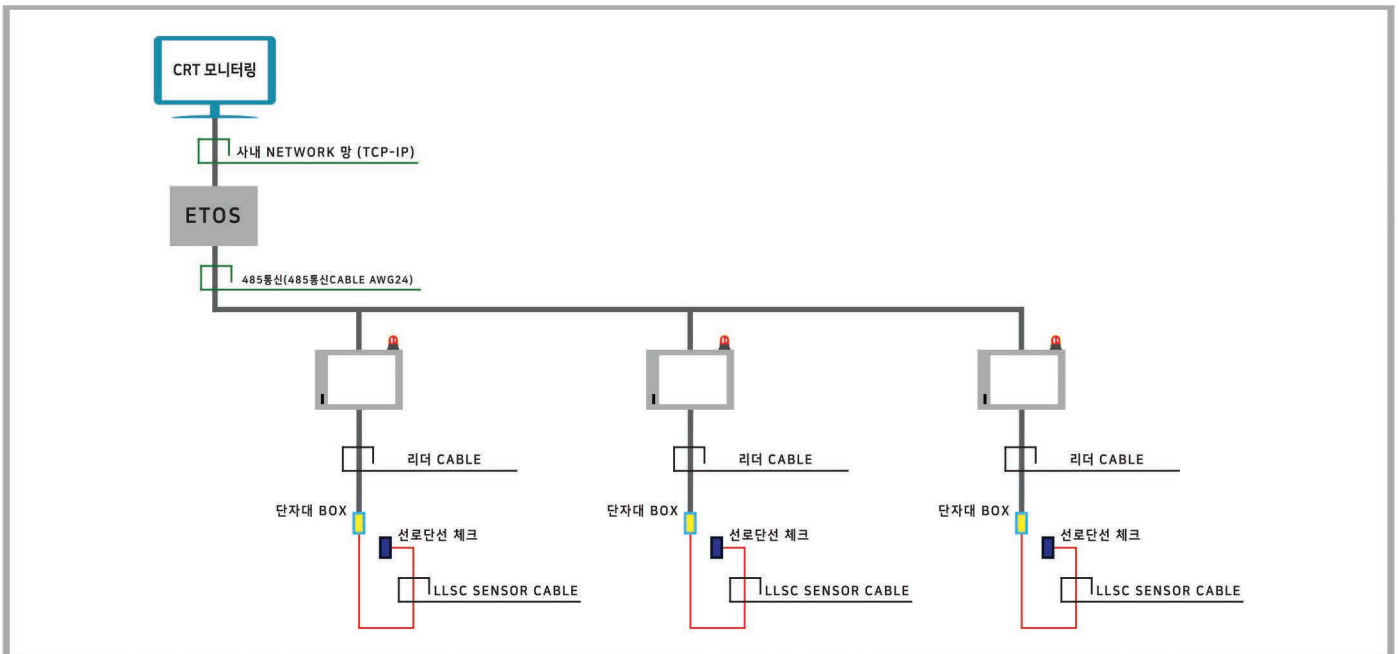 CRT 모니터링
사내 NETWORK 망 (TCP-IP)
ETOS
485통신(485통신CABLE AWG24)
리더 CABLE
리더 CABLE
리더 CABLE
단자대 BOX
단자대 BOX
단자대 BOX
선로단선 체크
선로단선 체크
선로단선 체크
LLSC SENSOR CABLE
LLSC SENSOR CABLE
LLSC SENSOR CABLE